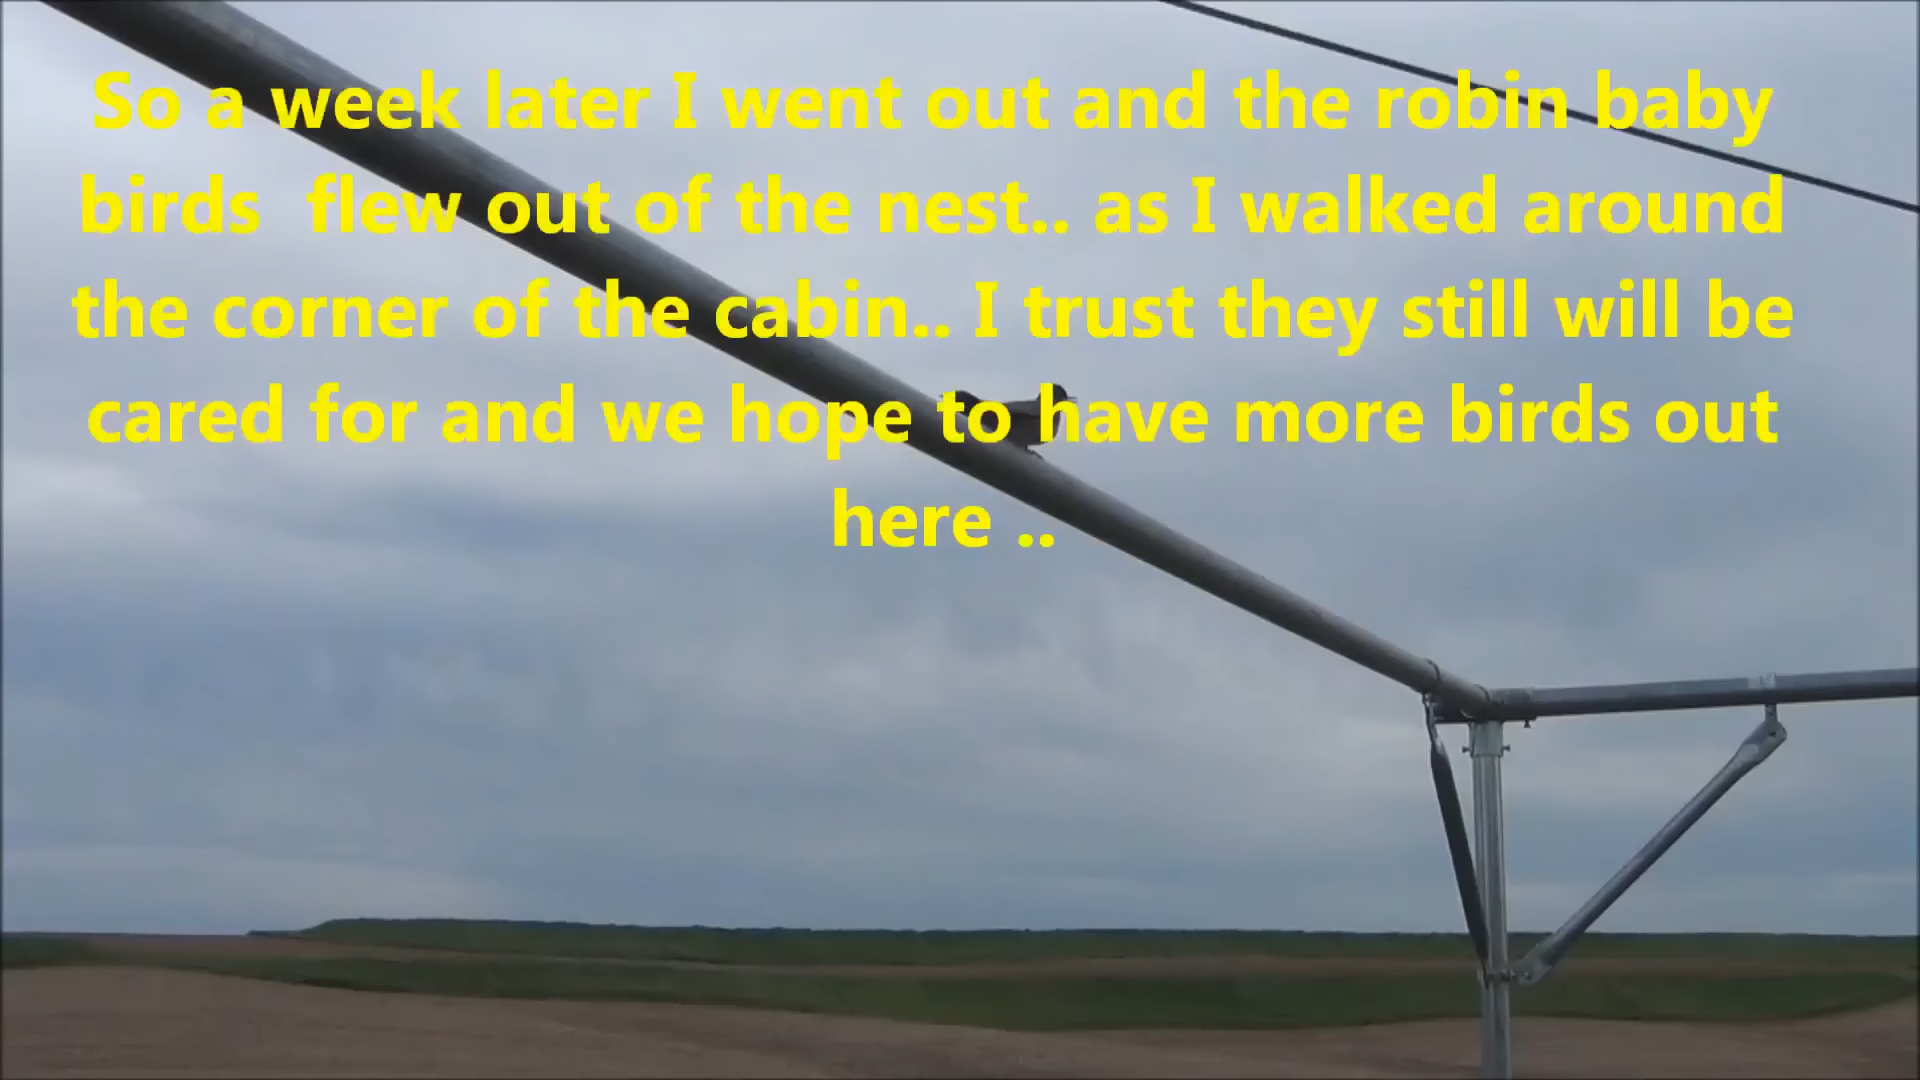 So a week later I went out and the robin baby
birds  flew out of the nest.. as I walked around
the corner of the cabin.. I trust they still will be
cared for and we hope to have more birds out
here ..